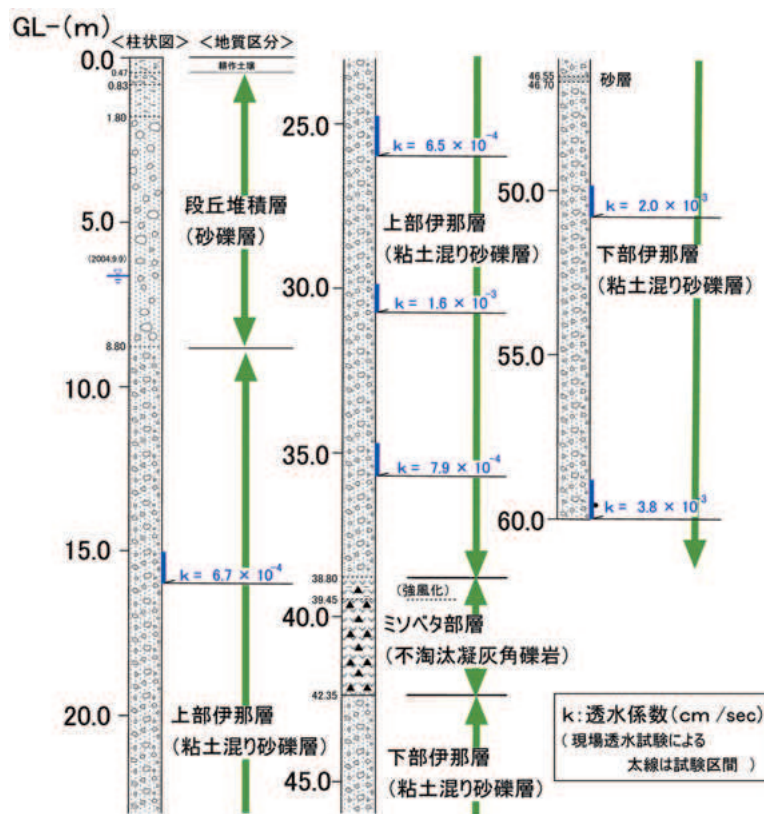 GL-(m)
<柱状図> <地質区分>
0.0
耕作土壌
0.47
0.83
1.80
5.0
段丘堆積層
(砂礫層)
(2004.9.9)
8.80
10.0
15.0
k = 6.7 × 10⁻⁴
20.0
上部伊那層
(粘土混り砂礫層)
25.0
k = 6.5 × 10⁻⁴
上部伊那層
(粘土混り砂礫層)
30.0
k = 1.6 × 10⁻³
35.0
k = 7.9 × 10⁻⁴
38.80
(強風化)
39.45
40.0
ミソベタ部層
(不淘汰凝灰角礫岩)
42.35
下部伊那層
(粘土混り砂礫層)
45.0
46.55
砂層
46.70
50.0
k = 2.0 × 10⁻³
下部伊那層
(粘土混り砂礫層)
55.0
k = 3.8 × 10⁻³
60.0
k:透水係数(cm/sec)
(現場透水試験による
太線は試験区間 )